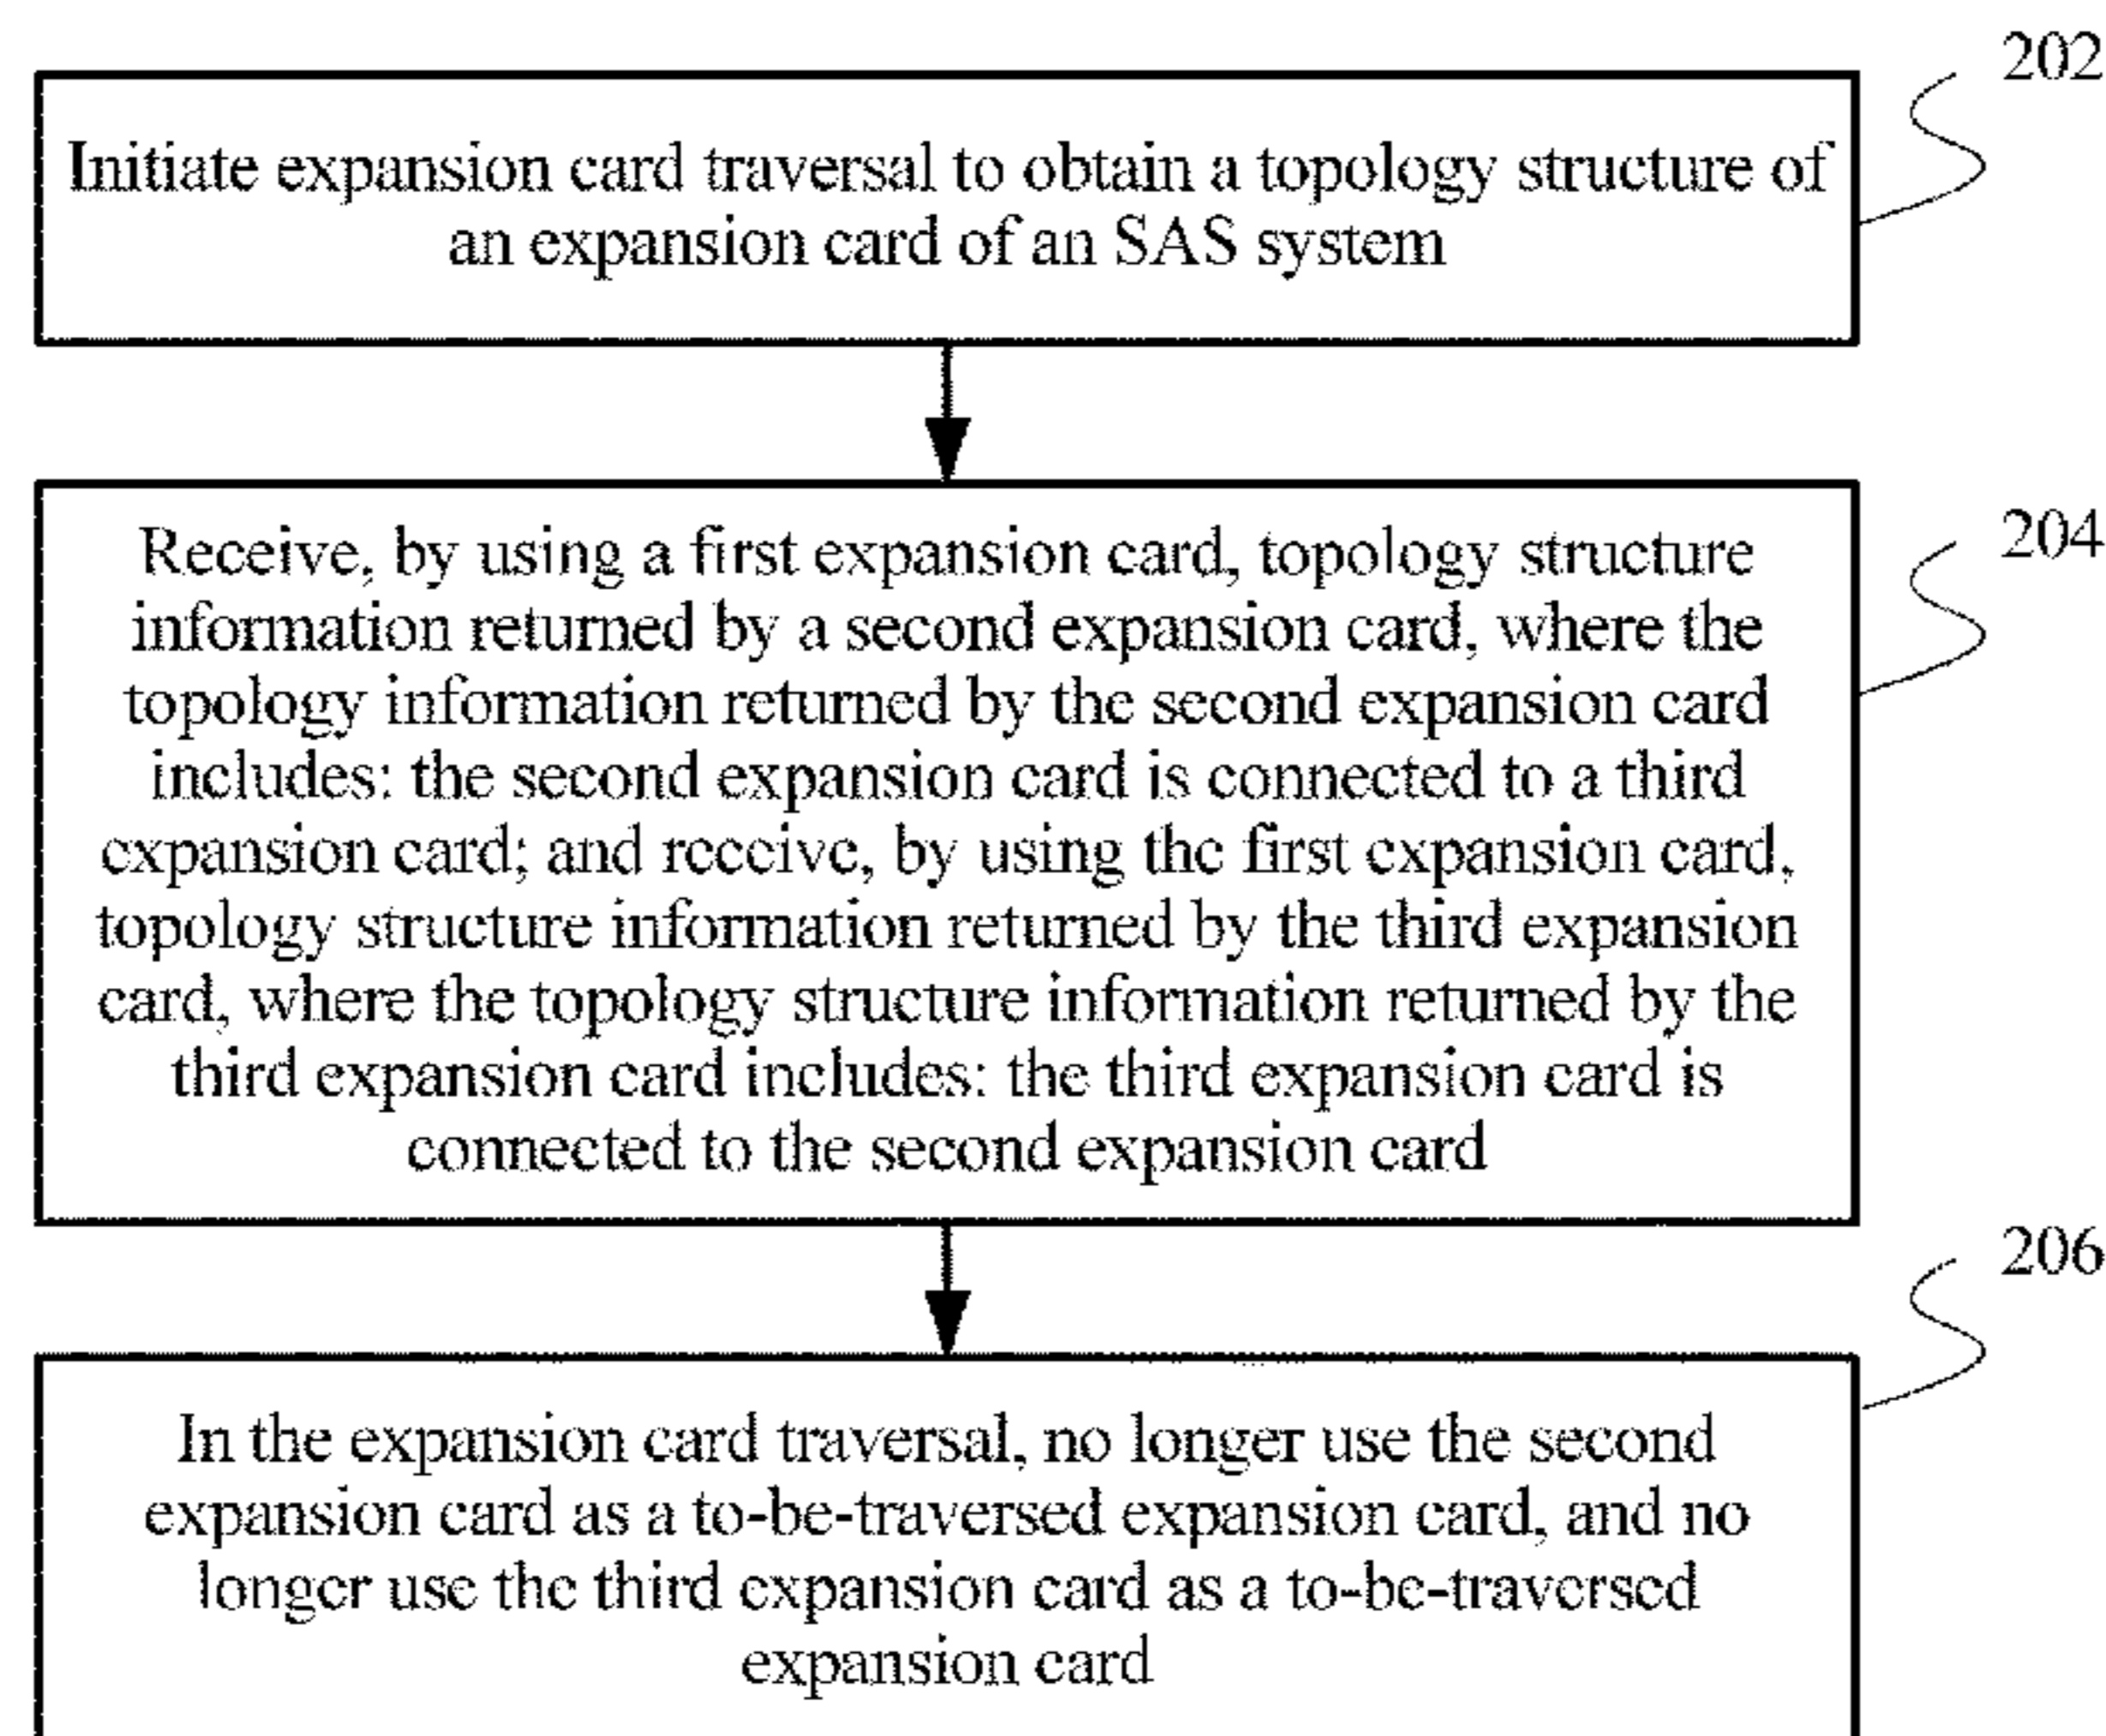 202
Initiate expansion card traversal to obtain a topology structure of
an expansion card of an SAS system
204
Receive, by using a first expansion card, topology structure
information returned by a second expansion card, where the
topology information returned by the second expansion card
includes: the second expansion card is connected to a third
expansion card; and receive, by using the first expansion card,
topology structure information returned by the third expansion
card, where the topology structure information returned by the
third expansion card includes: the third expansion card is
connected to the second expansion card
206
In the expansion card traversal, no longer use the second
expansion card as a to-be-traversed expansion card, and no
longer use the third expansion card as a to-be-traversed
expansion card